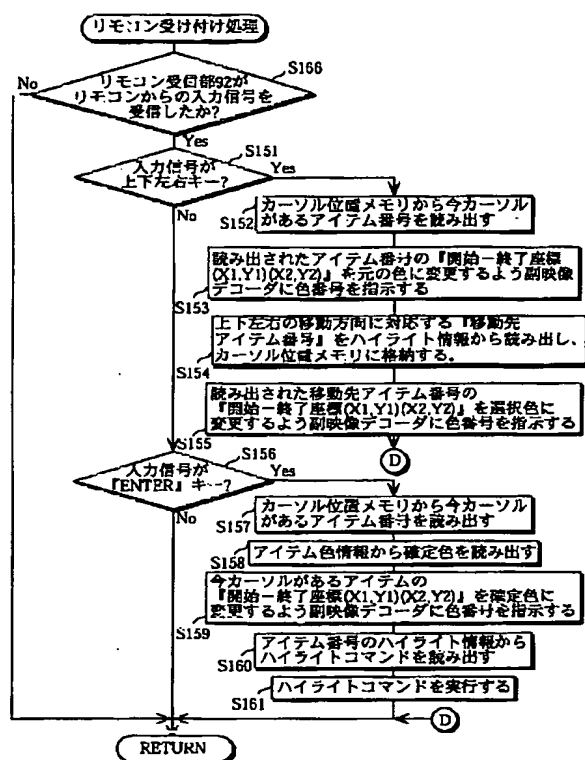 リモコン受け付け処理
S166
リモコン受信部92が
リモコンからの入力信号を
受信したか?
No
Yes
S151
入力信号が
上下左右キー?
Yes
No
S152
カーソル位置メモリから今カーソル
があるアイテム番号を読み出す
読み出されたアイテム番号の『開始ー終了座標
(X1,Y1)(X2,Y2)』を元の色に変更するよう副映像
デコーダに色番号を指示する
S153
上下左右の移動方向に対応する『移動先
アイテム番号』をハイライト情報から読み出し、
カーソル位置メモリに格納する。
S154
読み出された移動先アイテム番号の
『開始ー終了座標(X1,Y1)(X2,Y2)』を選択色に
変更するよう副映像デコーダに色番号を指示する
S155
D
S156
入力信号が
『ENTER』キー?
Yes
No
カーソル位置メモリから今カーソル
があるアイテム番号を読み出す
S157
アイテム色情報から確定色を読み出す
S158
今カーソルがあるアイテムの
『開始ー終了座標(X1,Y1)(X2,Y2)』を確定色に
変更するよう副映像デコーダに色番号を指示する
S159
アイテム番号のハイライト情報から
ハイライトコマンドを読み出す
S160
ハイライトコマンドを実行する
S161
D
RETURN